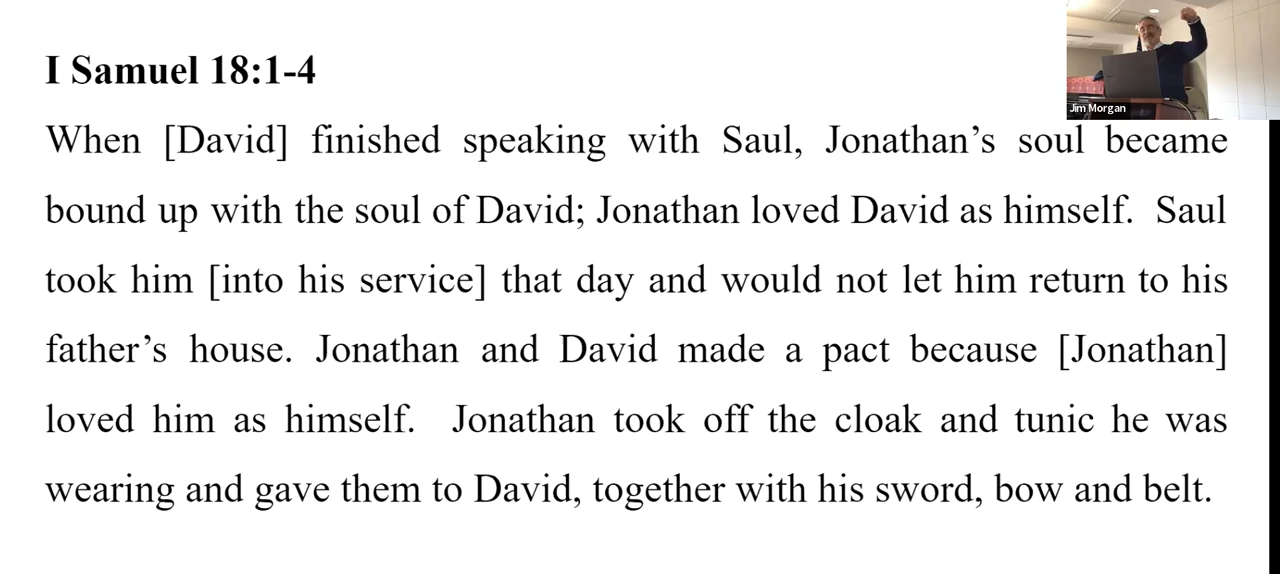 I Samuel 18:1-4
Jim Morgan
When [David] finished speaking with Saul, Jonathan’s soul became
bound up with the soul of David; Jonathan loved David as himself.  Saul
took him [into his service] that day and would not let him return to his
father’s house. Jonathan and David made a pact because [Jonathan]
loved him as himself.  Jonathan took off the cloak and tunic he was
wearing and gave them to David, together with his sword, bow and belt.